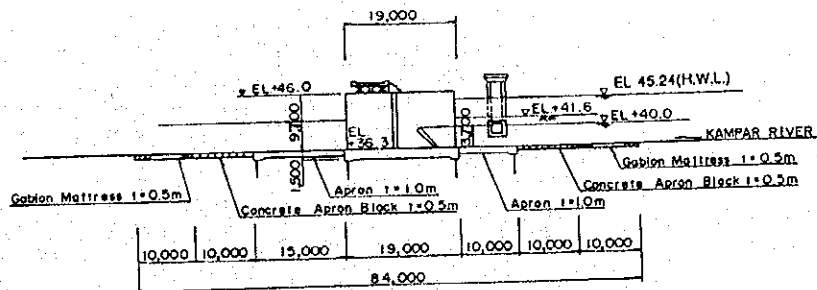 19,000
EL 45.24(H.W.L.)
EL +46.0
EL +41.6
EL +40.0
9,700
EL +36.3
3,700
KAMPAR RIVER
1,500
Gabion Mattress t=0.5m
Apron t=1.0m
Gabion Mattress t=0.5m
Concrete Apron Block t=0.5m
Concrete Apron Block t=0.5m
Apron t=1.0m
10,000 10,000 15,000 19,000 10,000 10,000 10,000
84,000